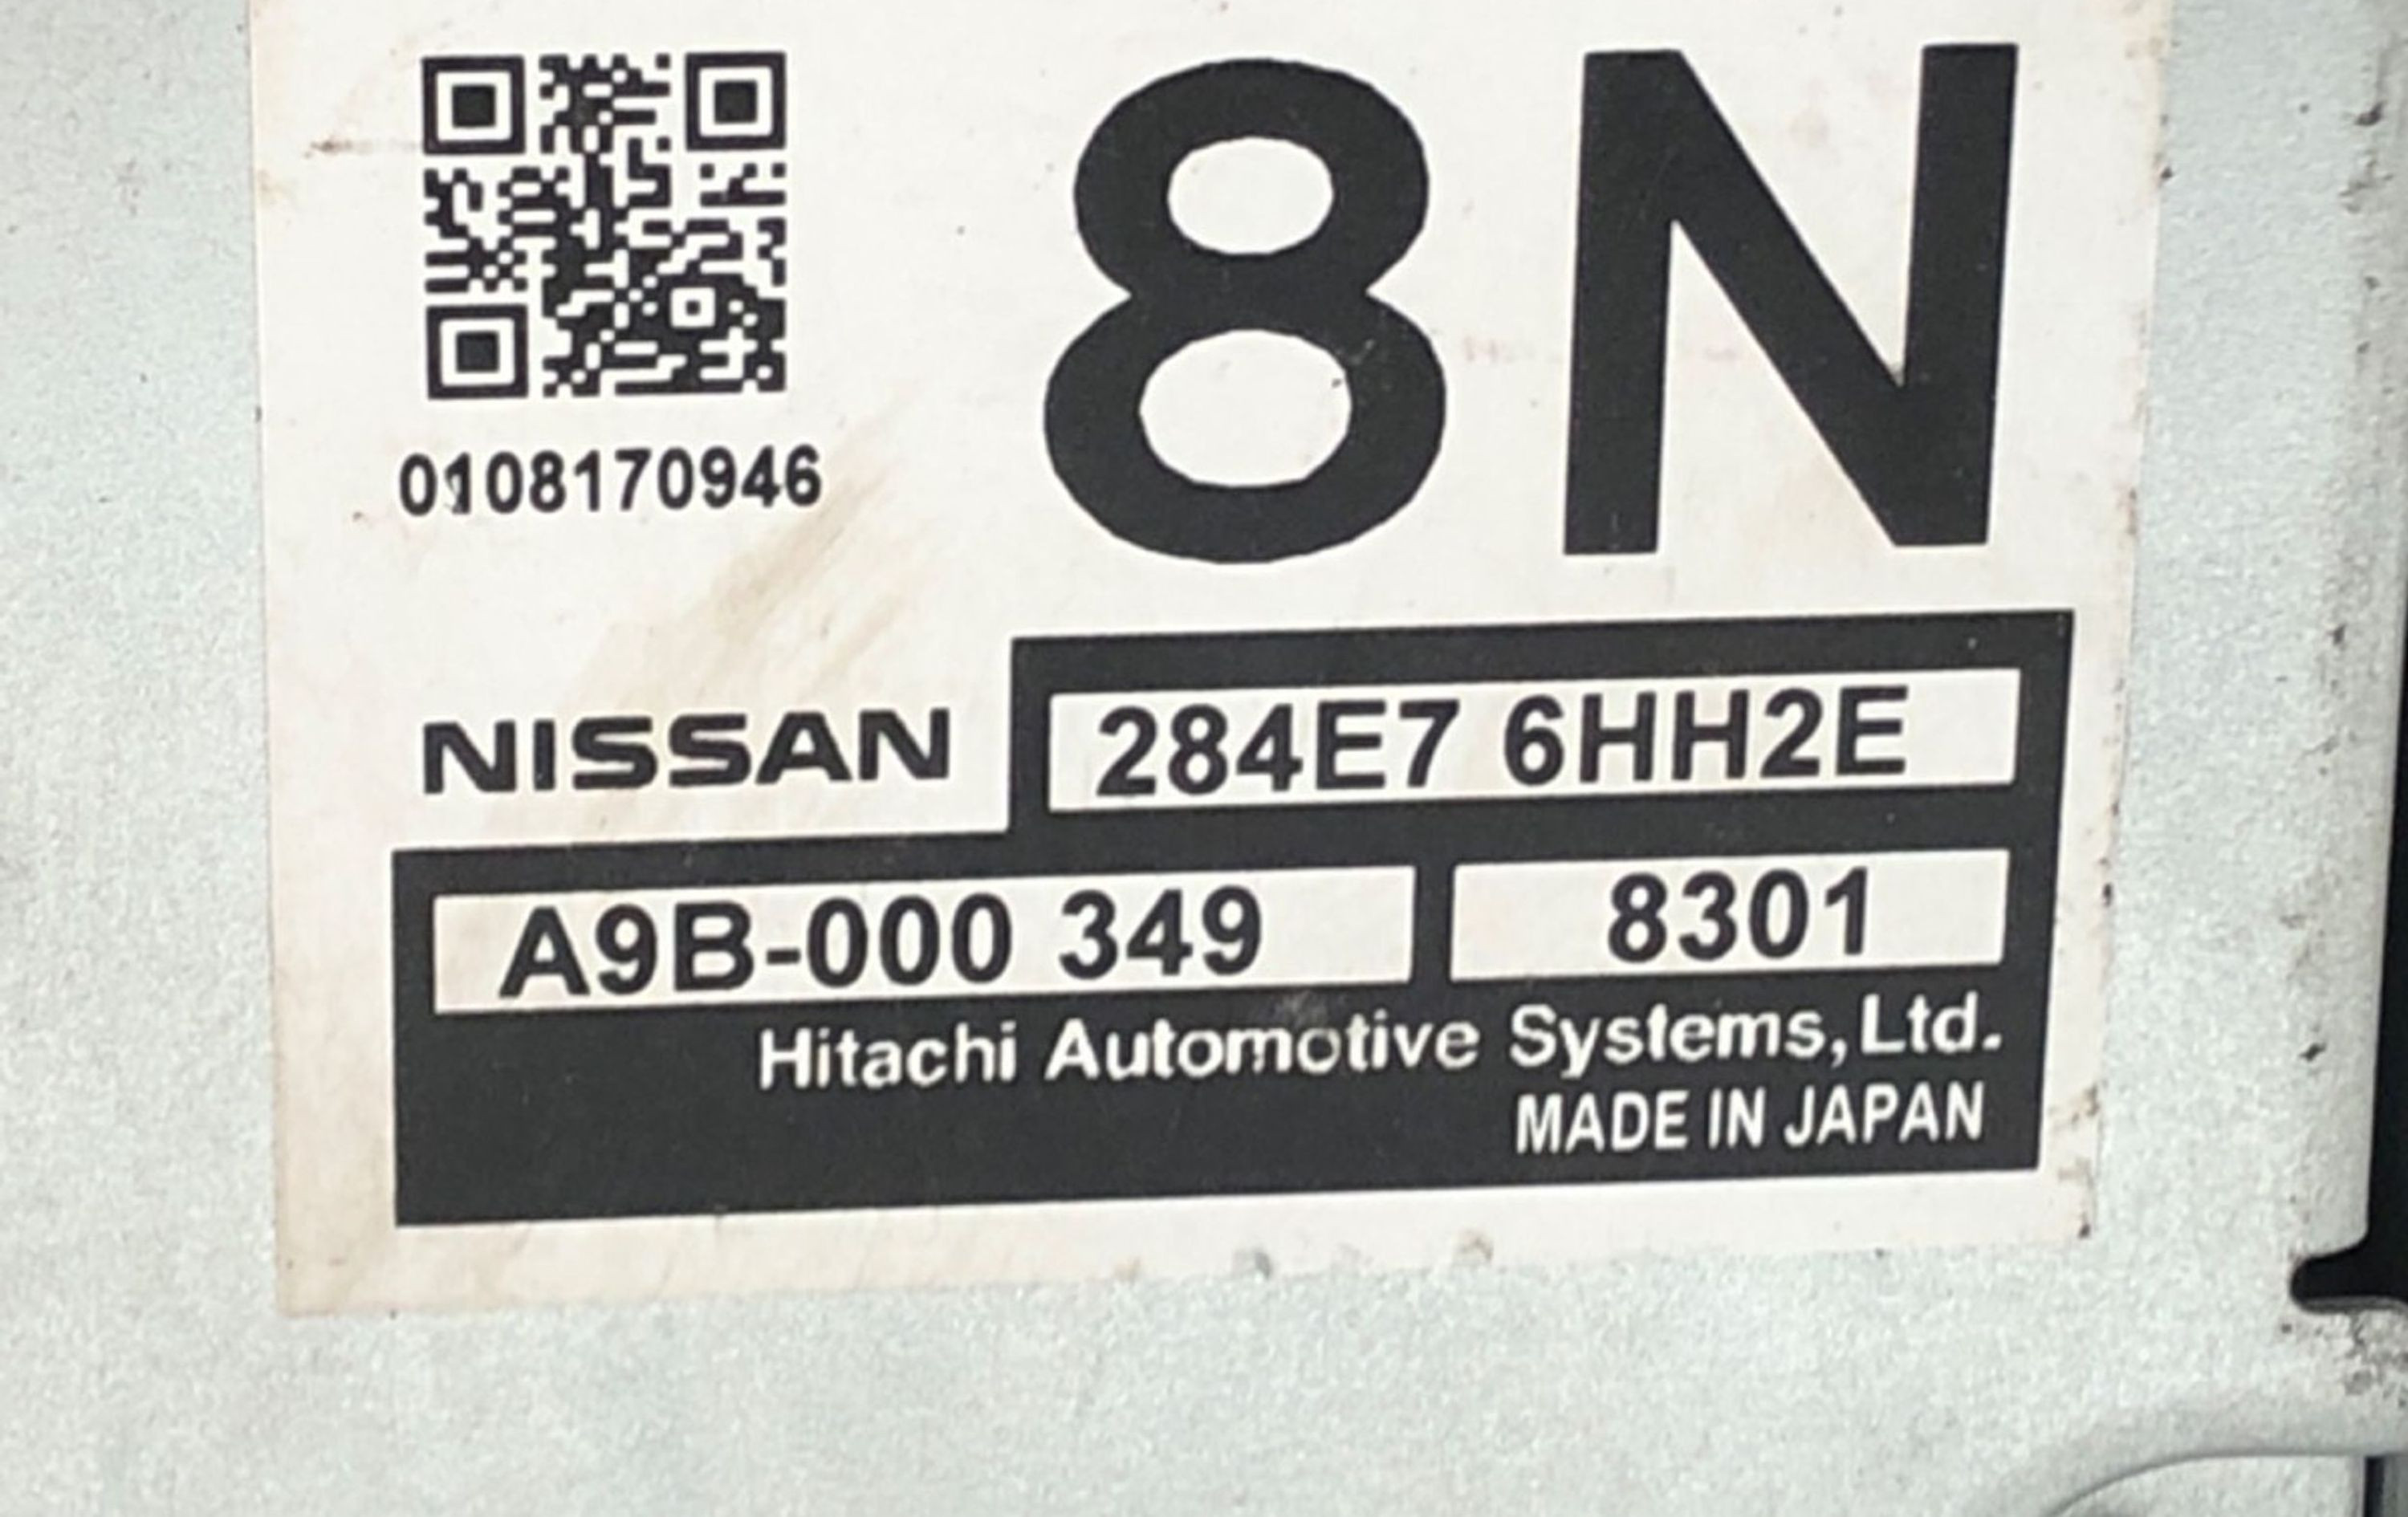 8N
0108170946
NISSAN 284E7 6HH2E
A9B-000 349 8301
Hitachi Automotive Systems, Ltd.
MADE IN JAPAN